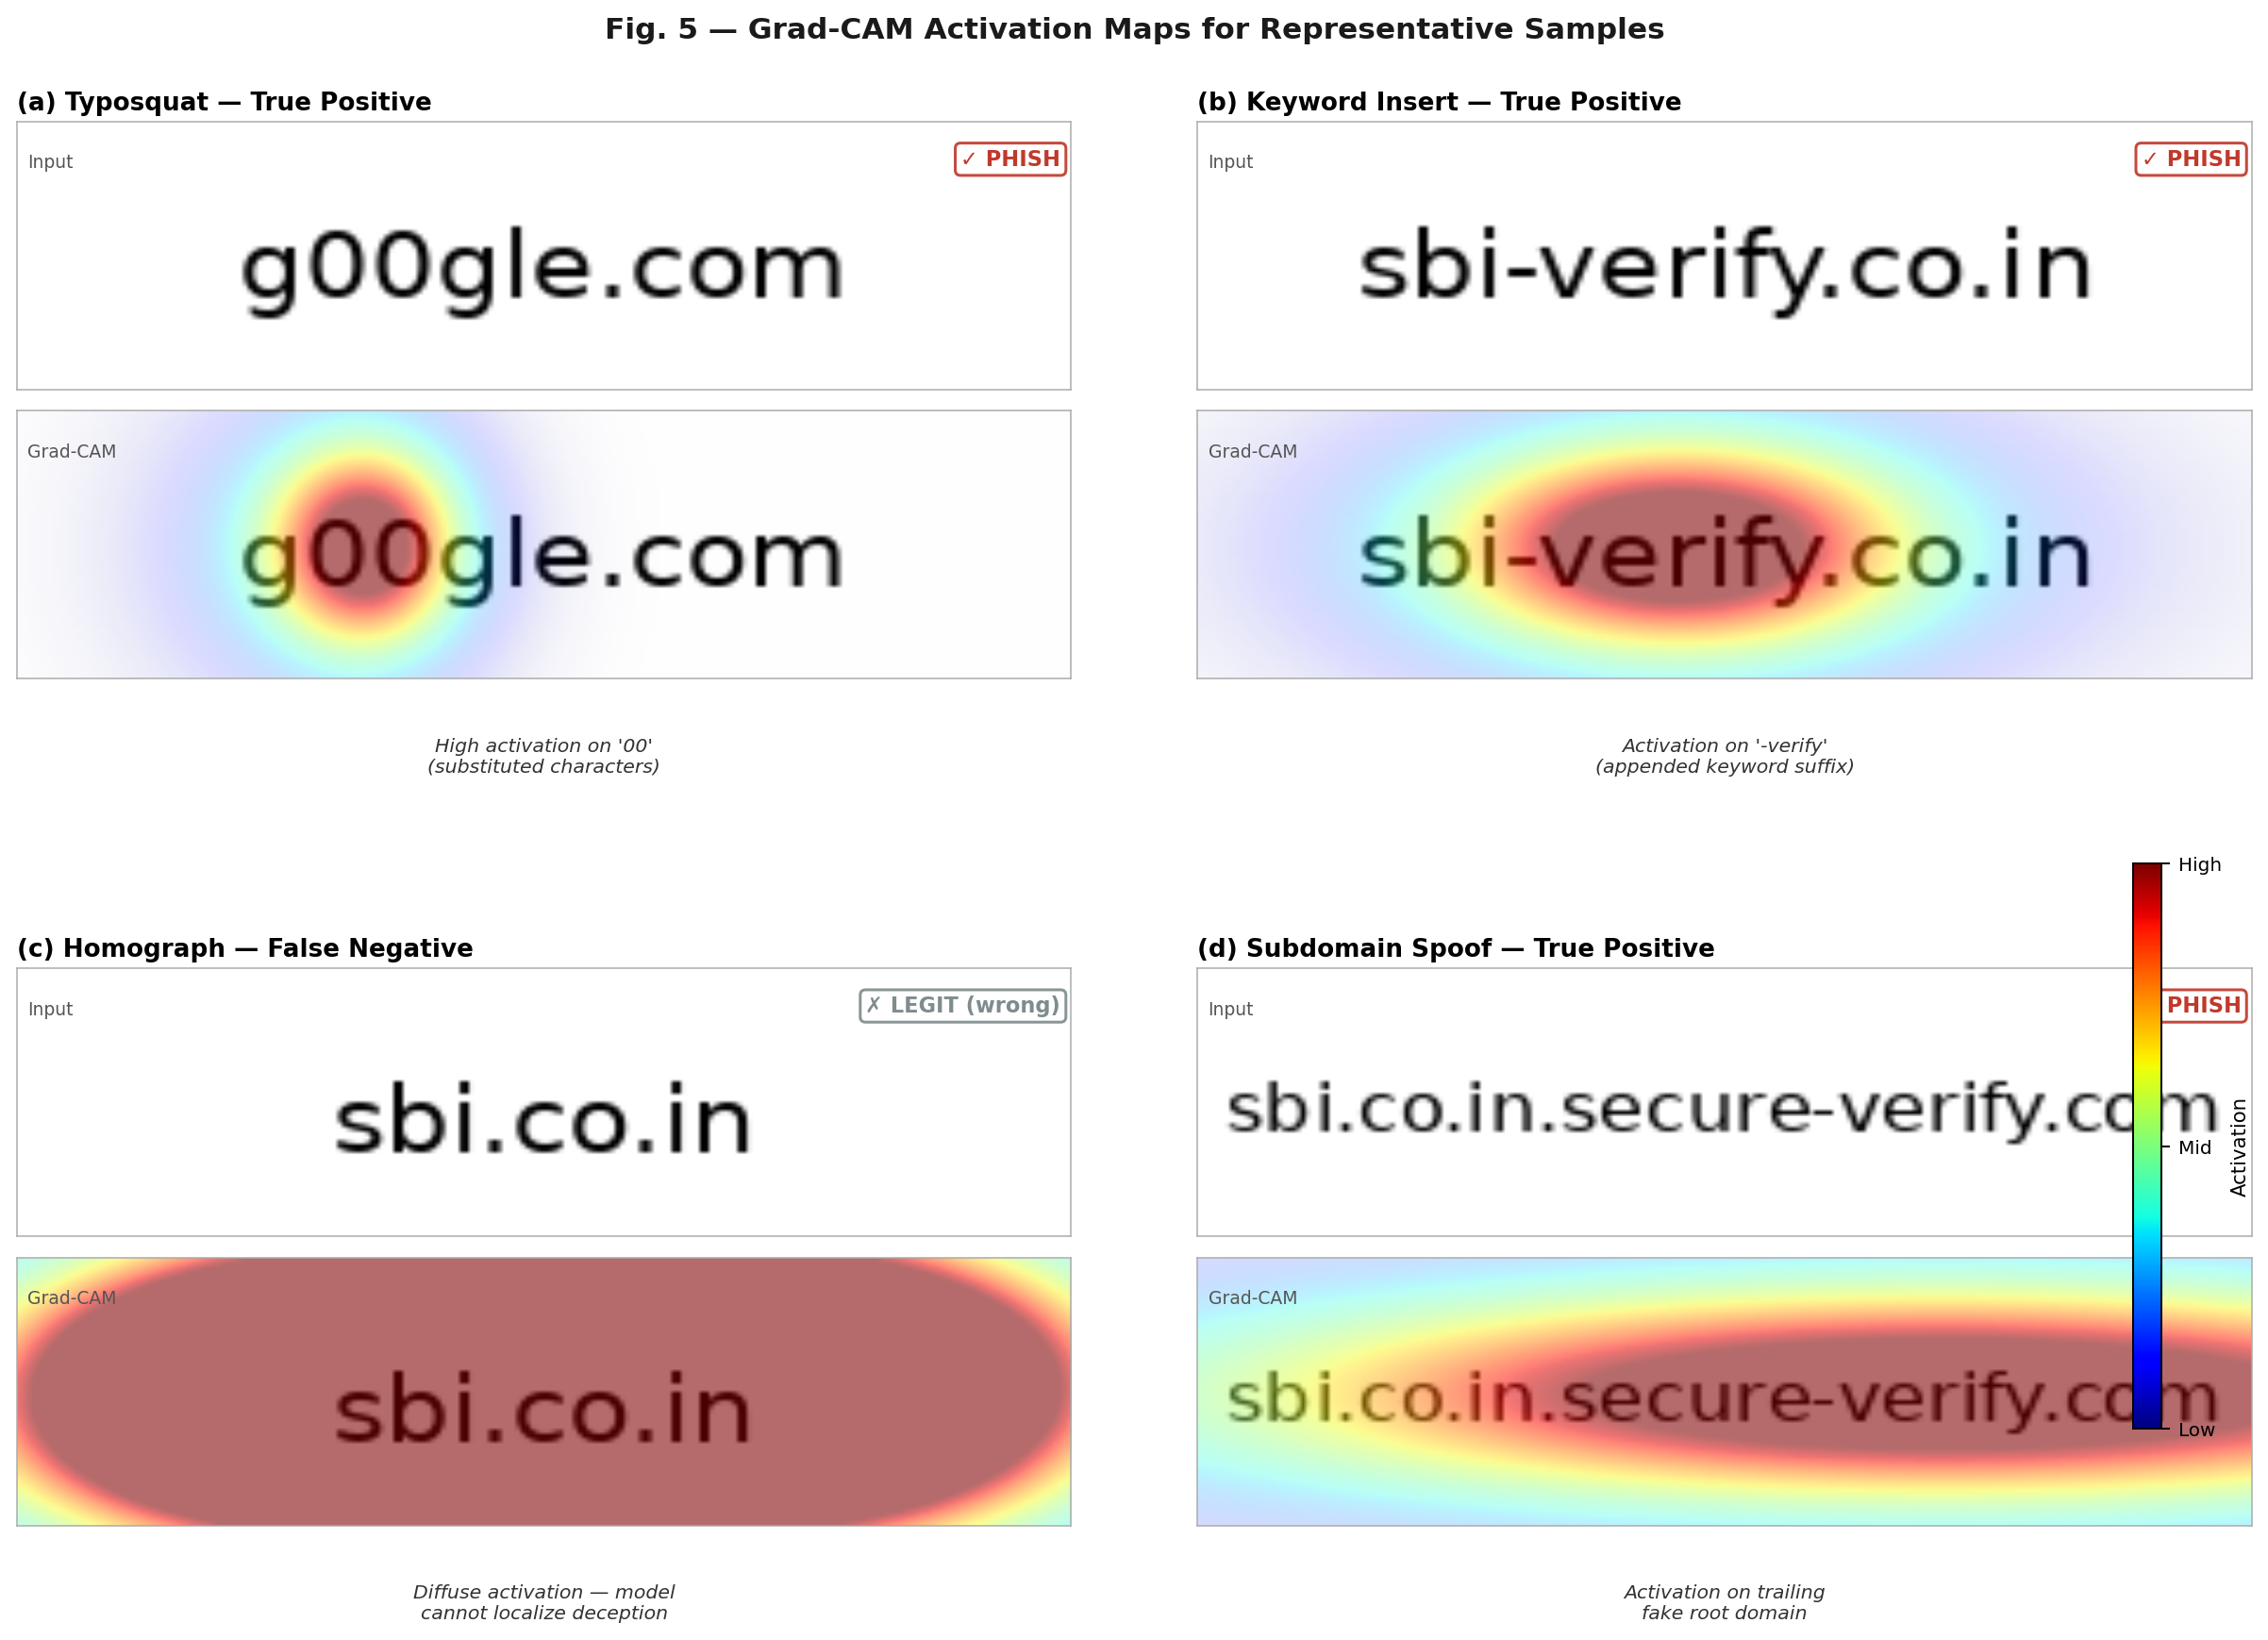 Fig. 5 — Grad-CAM Activation Maps for Representative Samples
(a) Typosquat — True Positive
Input
✓ PHISH
g00gle.com
Grad-CAM
g00gle.com
High activation on '00'
(substituted characters)
(b) Keyword Insert — True Positive
Input
✓ PHISH
sbi-verify.co.in
Grad-CAM
sbi-verify.co.in
Activation on '-verify'
(appended keyword suffix)
(c) Homograph — False Negative
Input
✗ LEGIT (wrong)
sbi.co.in
Grad-CAM
sbi.co.in
Diffuse activation — model
cannot localize deception
(d) Subdomain Spoof — True Positive
Input
PHISH
sbi.co.in.secure-verify.com
Grad-CAM
sbi.co.in.secure-verify.com
Activation on trailing
fake root domain
High
Mid
Low
Activation